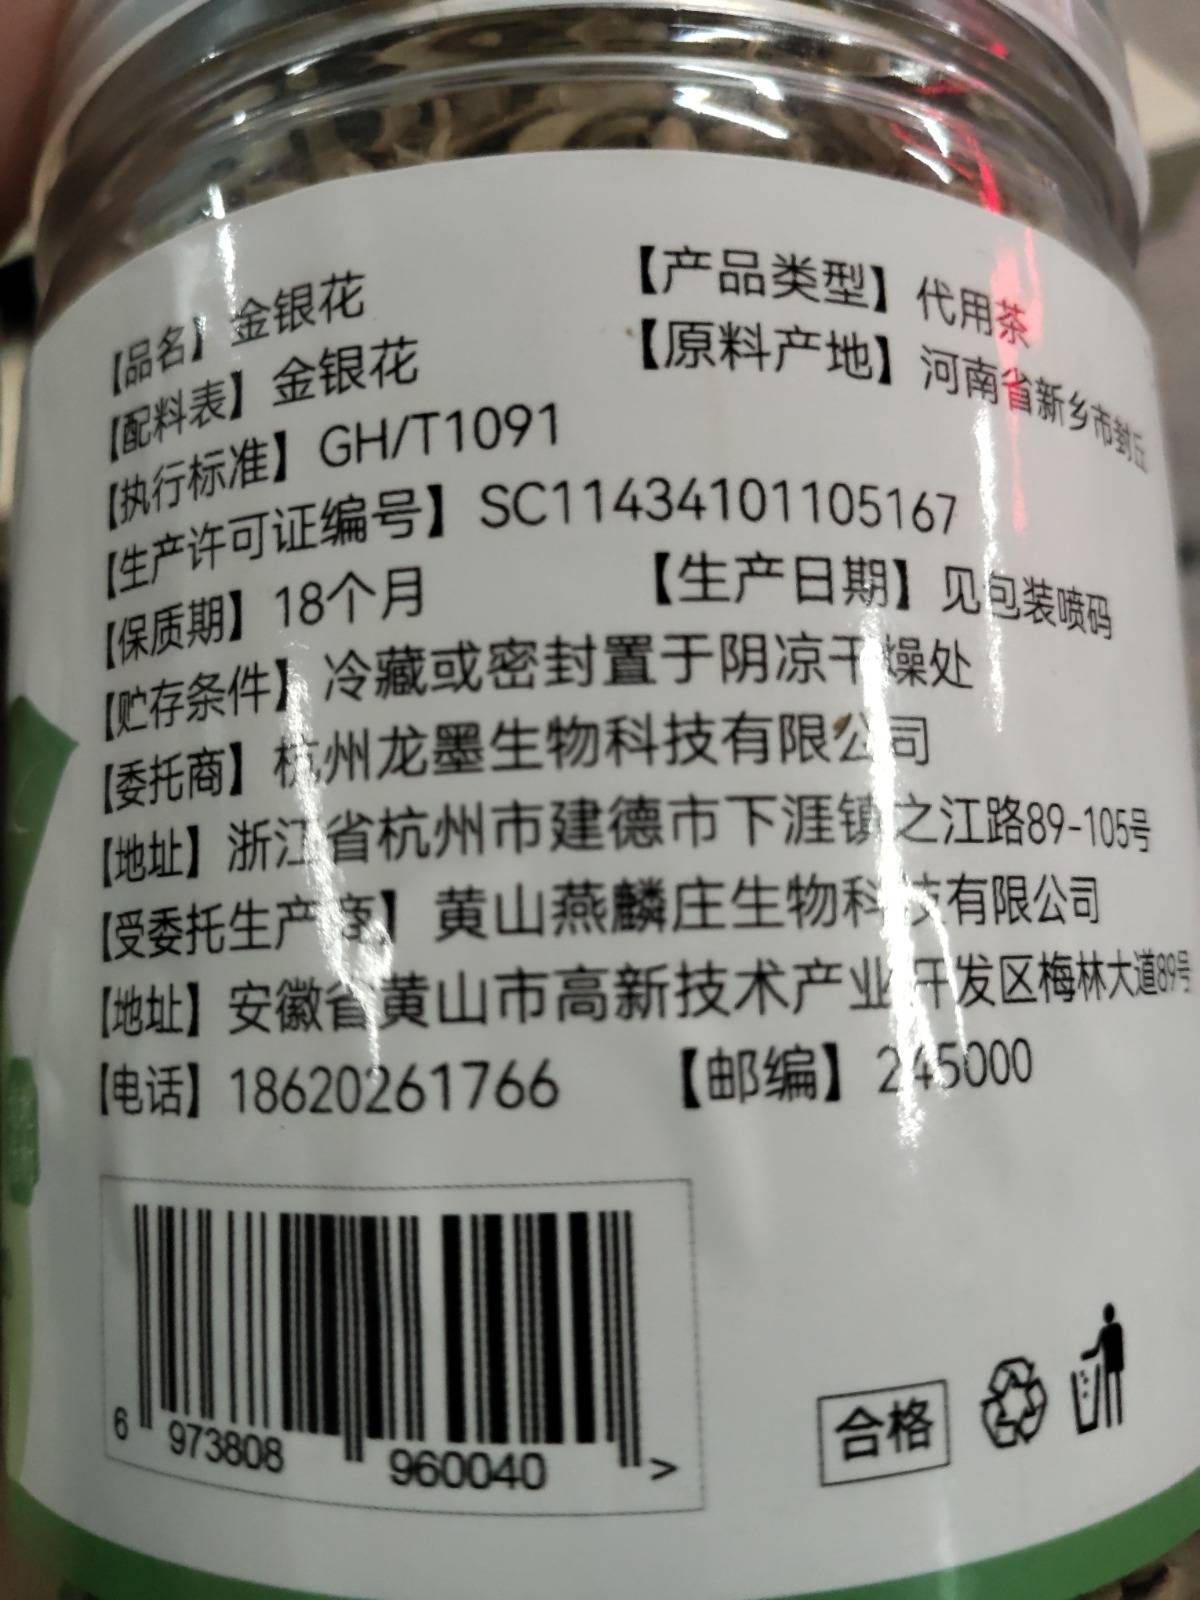 【品名】金银花 【产品类型】代用茶
【配料表】金银花 【原料产地】河南省新乡市封丘
【执行标准】GH/T1091
【生产许可证编号】SC11434101105167
【保质期】18个月 【生产日期】见包装喷码
【贮存条件】冷藏或密封置于阴凉干燥处
【委托商】杭州龙墨生物科技有限公司
【地址】浙江省杭州市建德市下涯镇之江路89-105号
【受委托生产商】黄山燕麟庄生物科技有限公司
【地址】安徽省黄山市高新技术产业开发区梅林大道89号
【电话】18620261766 【邮编】245000
6 973808 960040 >
合格